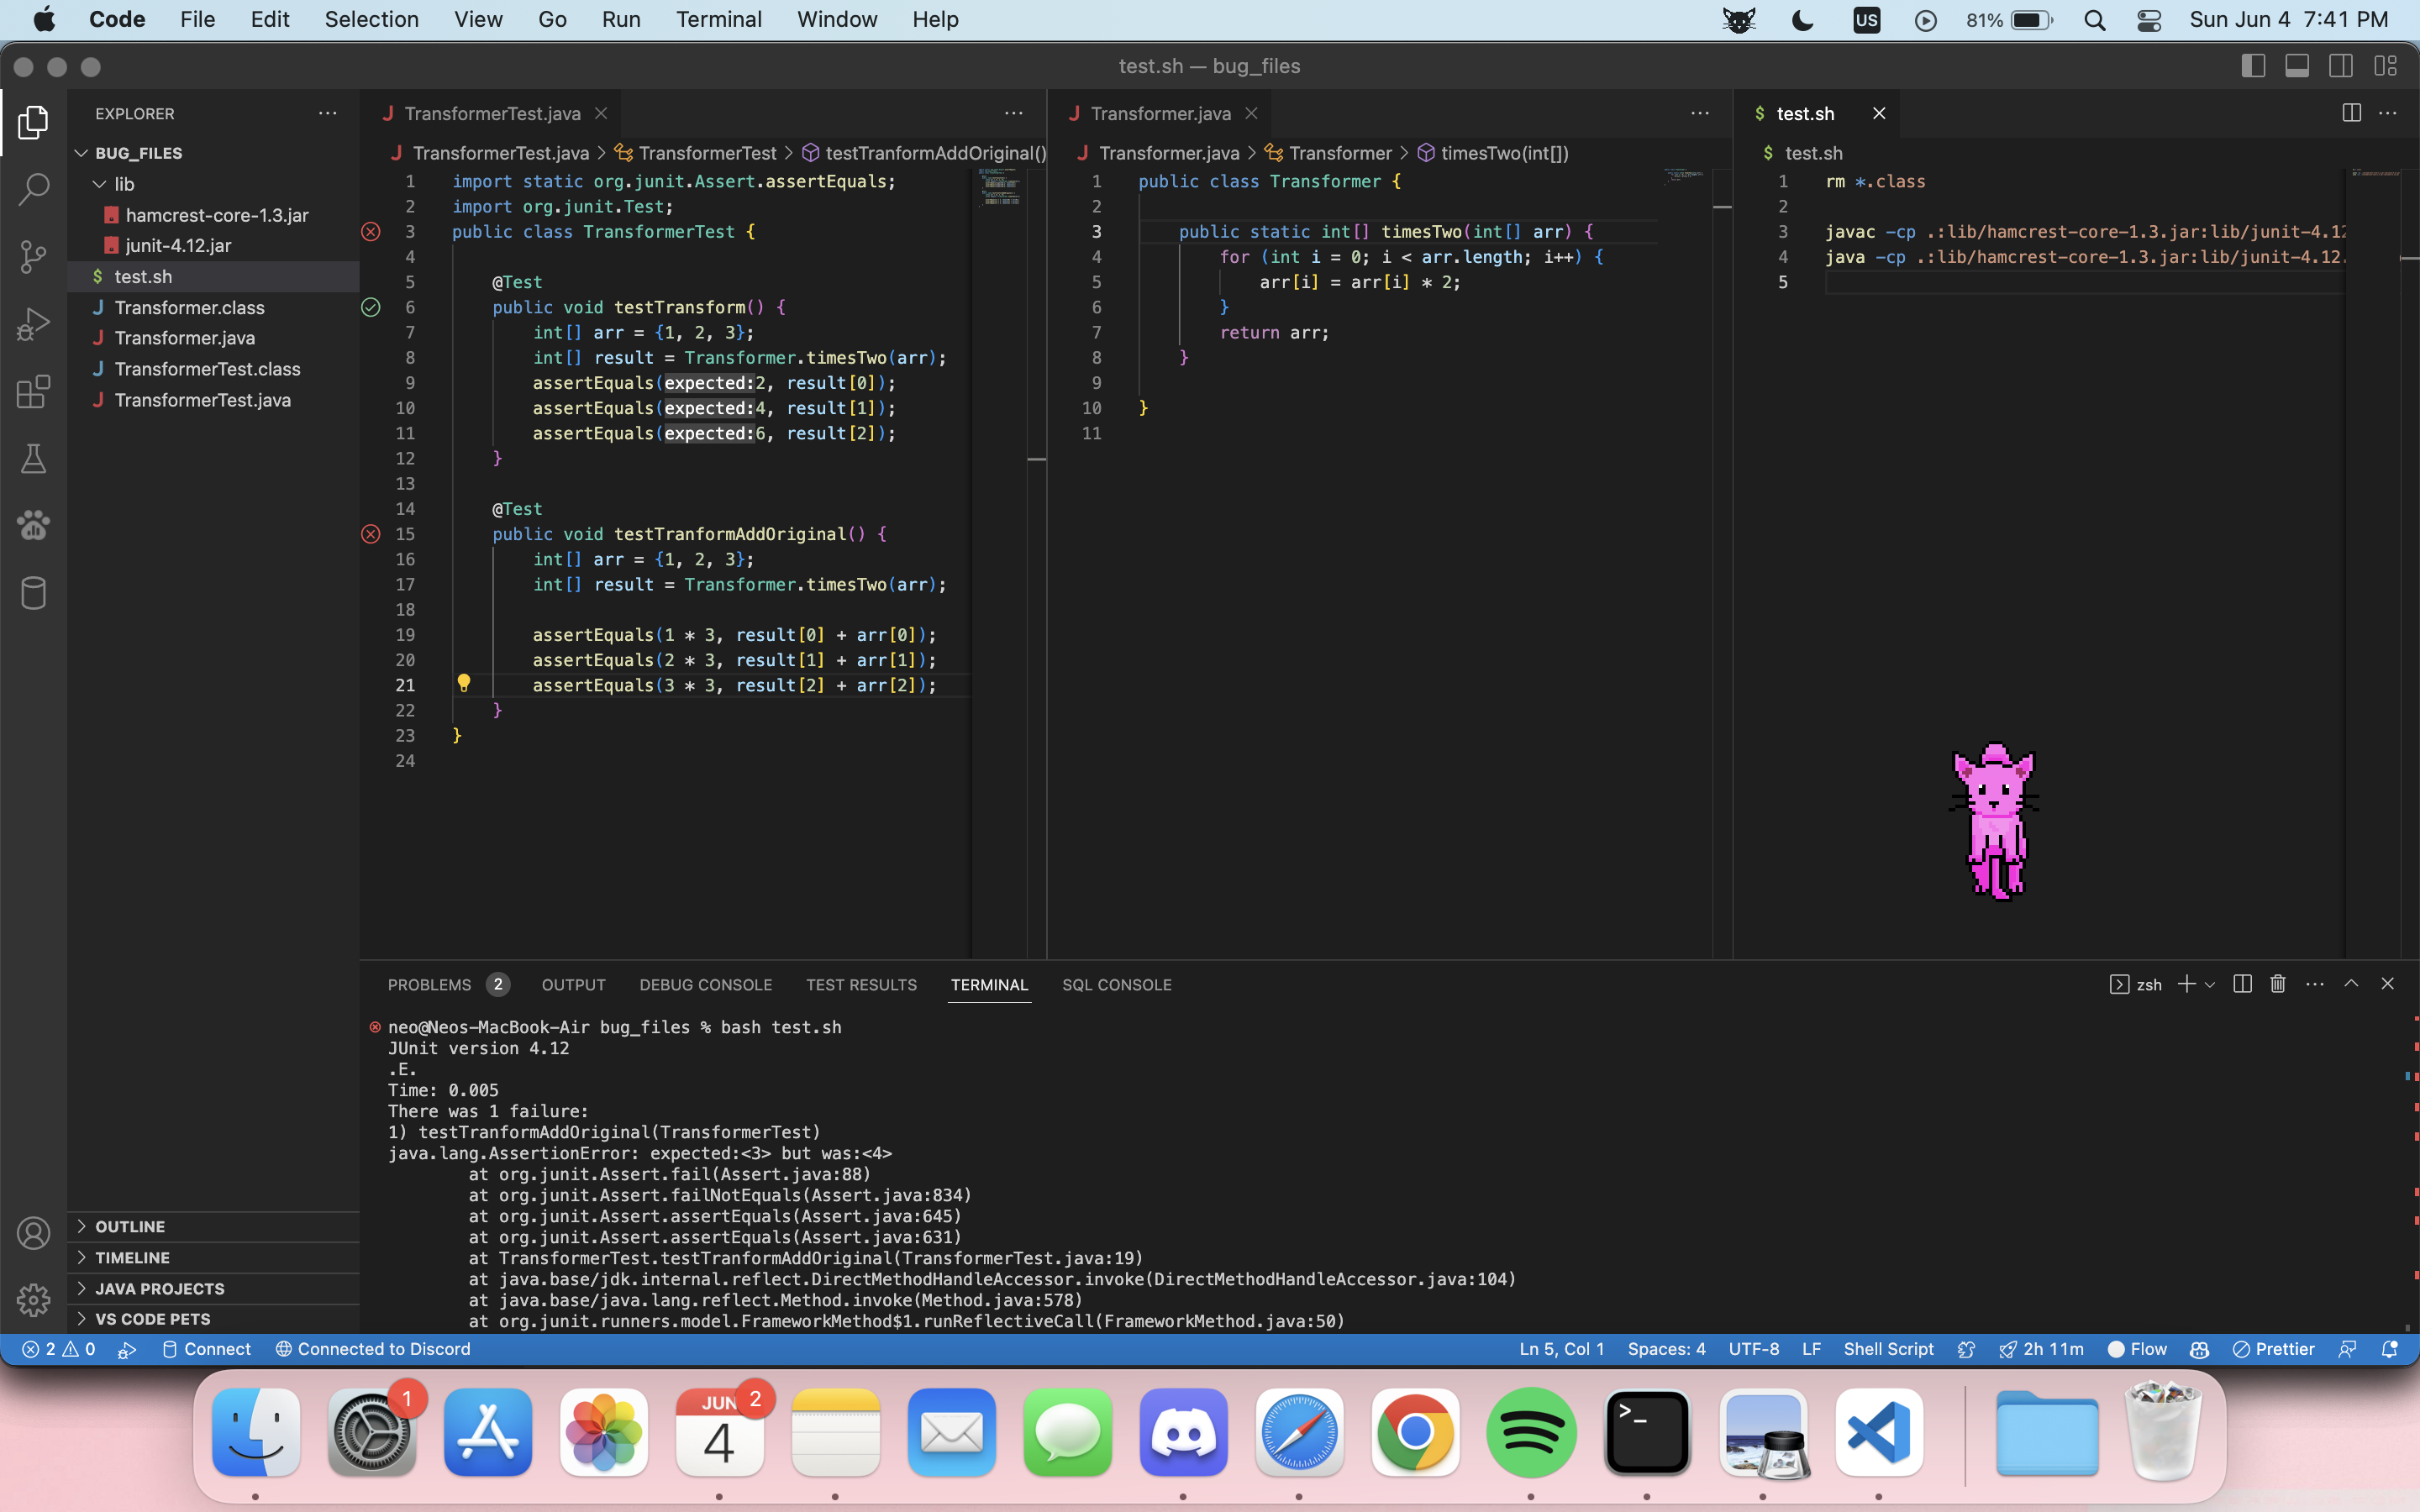 Code File Edit Selection View Go Run Terminal Window Help US 81% Sun Jun 4 7:41 PM
test.sh — bug_files
EXPLORER
BUG_FILES
lib
hamcrest-core-1.3.jar
junit-4.12.jar
$ test.sh
J Transformer.class
J Transformer.java
J TransformerTest.class
J TransformerTest.java
OUTLINE
TIMELINE
JAVA PROJECTS
VS CODE PETS
J TransformerTest.java
J TransformerTest.java > TransformerTest > testTranformAddOriginal()
1 import static org.junit.Assert.assertEquals;
2 import org.junit.Test;
3 public class TransformerTest {
4
5 @Test
6 public void testTransform() {
7 int[] arr = {1, 2, 3};
8 int[] result = Transformer.timesTwo(arr);
9 assertEquals(expected:2, result[0]);
10 assertEquals(expected:4, result[1]);
11 assertEquals(expected:6, result[2]);
12 }
13
14 @Test
15 public void testTranformAddOriginal() {
16 int[] arr = {1, 2, 3};
17 int[] result = Transformer.timesTwo(arr);
18
19 assertEquals(1 * 3, result[0] + arr[0]);
20 assertEquals(2 * 3, result[1] + arr[1]);
21 assertEquals(3 * 3, result[2] + arr[2]);
22 }
23 }
24
J Transformer.java
J Transformer.java > Transformer > timesTwo(int[])
1 public class Transformer {
2
3 public static int[] timesTwo(int[] arr) {
4 for (int i = 0; i < arr.length; i++) {
5 arr[i] = arr[i] * 2;
6 }
7 return arr;
8 }
9
10 }
11
$ test.sh
$ test.sh
1 rm *.class
2
3 javac -cp .:lib/hamcrest-core-1.3.jar:lib/junit-4.12
4 java -cp .:lib/hamcrest-core-1.3.jar:lib/junit-4.12.
5
PROBLEMS 2 OUTPUT DEBUG CONSOLE TEST RESULTS TERMINAL SQL CONSOLE zsh
neo@Neos-MacBook-Air bug_files % bash test.sh
JUnit version 4.12
.E.
Time: 0.005
There was 1 failure:
1) testTranformAddOriginal(TransformerTest)
java.lang.AssertionError: expected:<3> but was:<4>
at org.junit.Assert.fail(Assert.java:88)
at org.junit.Assert.failNotEquals(Assert.java:834)
at org.junit.Assert.assertEquals(Assert.java:645)
at org.junit.Assert.assertEquals(Assert.java:631)
at TransformerTest.testTranformAddOriginal(TransformerTest.java:19)
at java.base/jdk.internal.reflect.DirectMethodHandleAccessor.invoke(DirectMethodHandleAccessor.java:104)
at java.base/java.lang.reflect.Method.invoke(Method.java:578)
at org.junit.runners.model.FrameworkMethod$1.runReflectiveCall(FrameworkMethod.java:50)
2 0 Connect Connected to Discord Ln 5, Col 1 Spaces: 4 UTF-8 LF Shell Script 2h 11m Flow Prettier
1 JUN 2
4 >_